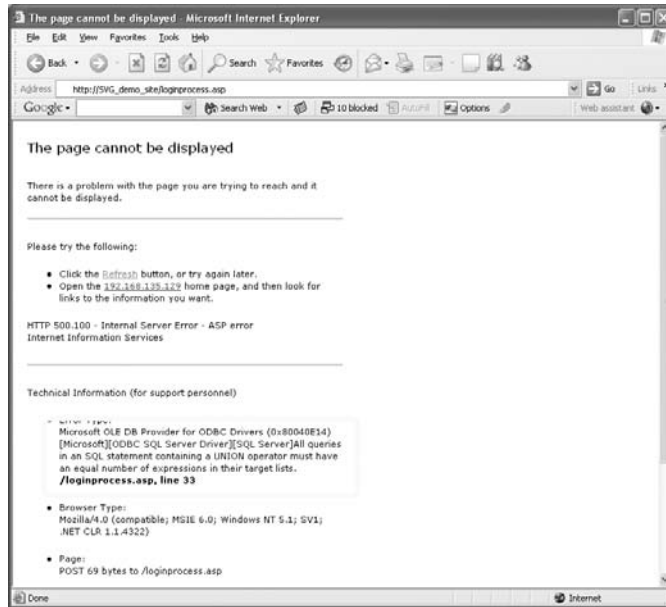 The page cannot be displayed - Microsoft Internet Explorer
File Edit View Favorites Tools Help
Back Search Favorites
Address http://SVG_demo_site/loginprocess.asp Go Links »
Google Search Web 10 blocked AutoFill Options Web assistant
The page cannot be displayed
There is a problem with the page you are trying to reach and it
cannot be displayed.
Please try the following:
• Click the Refresh button, or try again later.
• Open the 192.168.135.129 home page, and then look for
links to the information you want.
HTTP 500.100 - Internal Server Error - ASP error
Internet Information Services
Technical Information (for support personnel)
• Error Type:
Microsoft OLE DB Provider for ODBC Drivers (0x80040E14)
[Microsoft][ODBC SQL Server Driver][SQL Server]All queries
in an SQL statement containing a UNION operator must have
an equal number of expressions in their target lists.
/loginprocess.asp, line 33
• Browser Type:
Mozilla/4.0 (compatible; MSIE 6.0; Windows NT 5.1; SV1;
.NET CLR 1.1.4322)
• Page:
POST 69 bytes to /loginprocess.asp
Done Internet